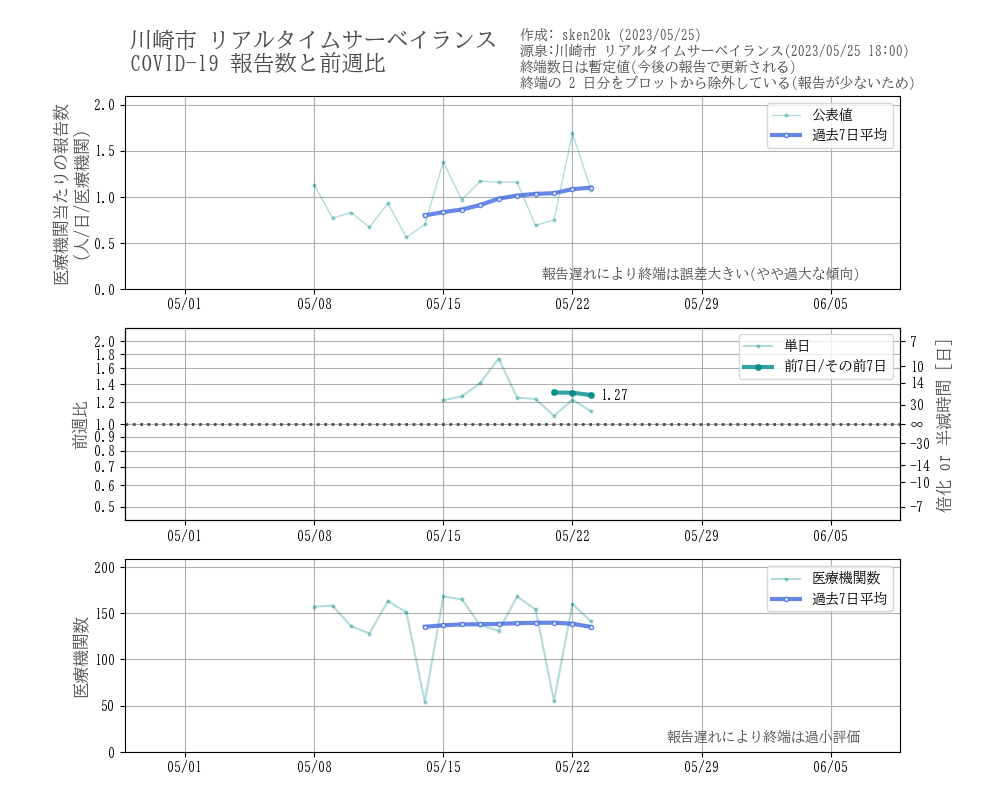 川崎市 リアルタイムサーベイランス
COVID-19 報告数と前週比
作成: sken20k (2023/05/25)
源泉:川崎市 リアルタイムサーベイランス(2023/05/25 18:00)
終端数日は暫定値(今後の報告で更新される)
終端の 2 日分をプロットから除外している(報告が少ないため)
医療機関当たりの報告数
(人/日/医療機関)
2.0
1.5
1.0
0.5
0.0
公表値
過去7日平均
報告遅れにより終端は誤差大きい(やや過大な傾向)
05/01 05/08 05/15 05/22 05/29 06/05
前週比
2.0
1.8
1.6
1.4
1.2
1.0
0.9
0.8
0.7
0.6
0.5
単日
前7日/その前7日
1.27
7
10
14
30
∞
-30
-14
-10
-7
倍化 or 半減時間 [日]
05/01 05/08 05/15 05/22 05/29 06/05
医療機関数
200
150
100
50
0
医療機関数
過去7日平均
報告遅れにより終端は過小評価
05/01 05/08 05/15 05/22 05/29 06/05